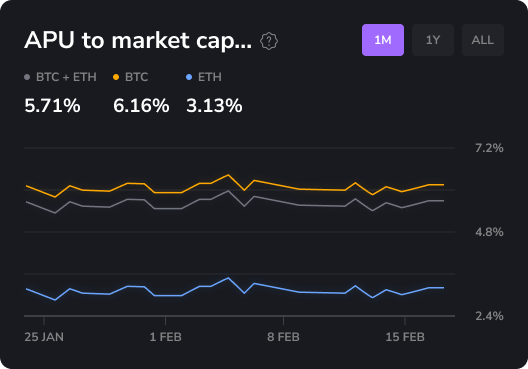 APU to market cap...
1M 1Y ALL
BTC + ETH BTC ETH
5.71% 6.16% 3.13%
7.2%
4.8%
2.4%
25 JAN 1 FEB 8 FEB 15 FEB